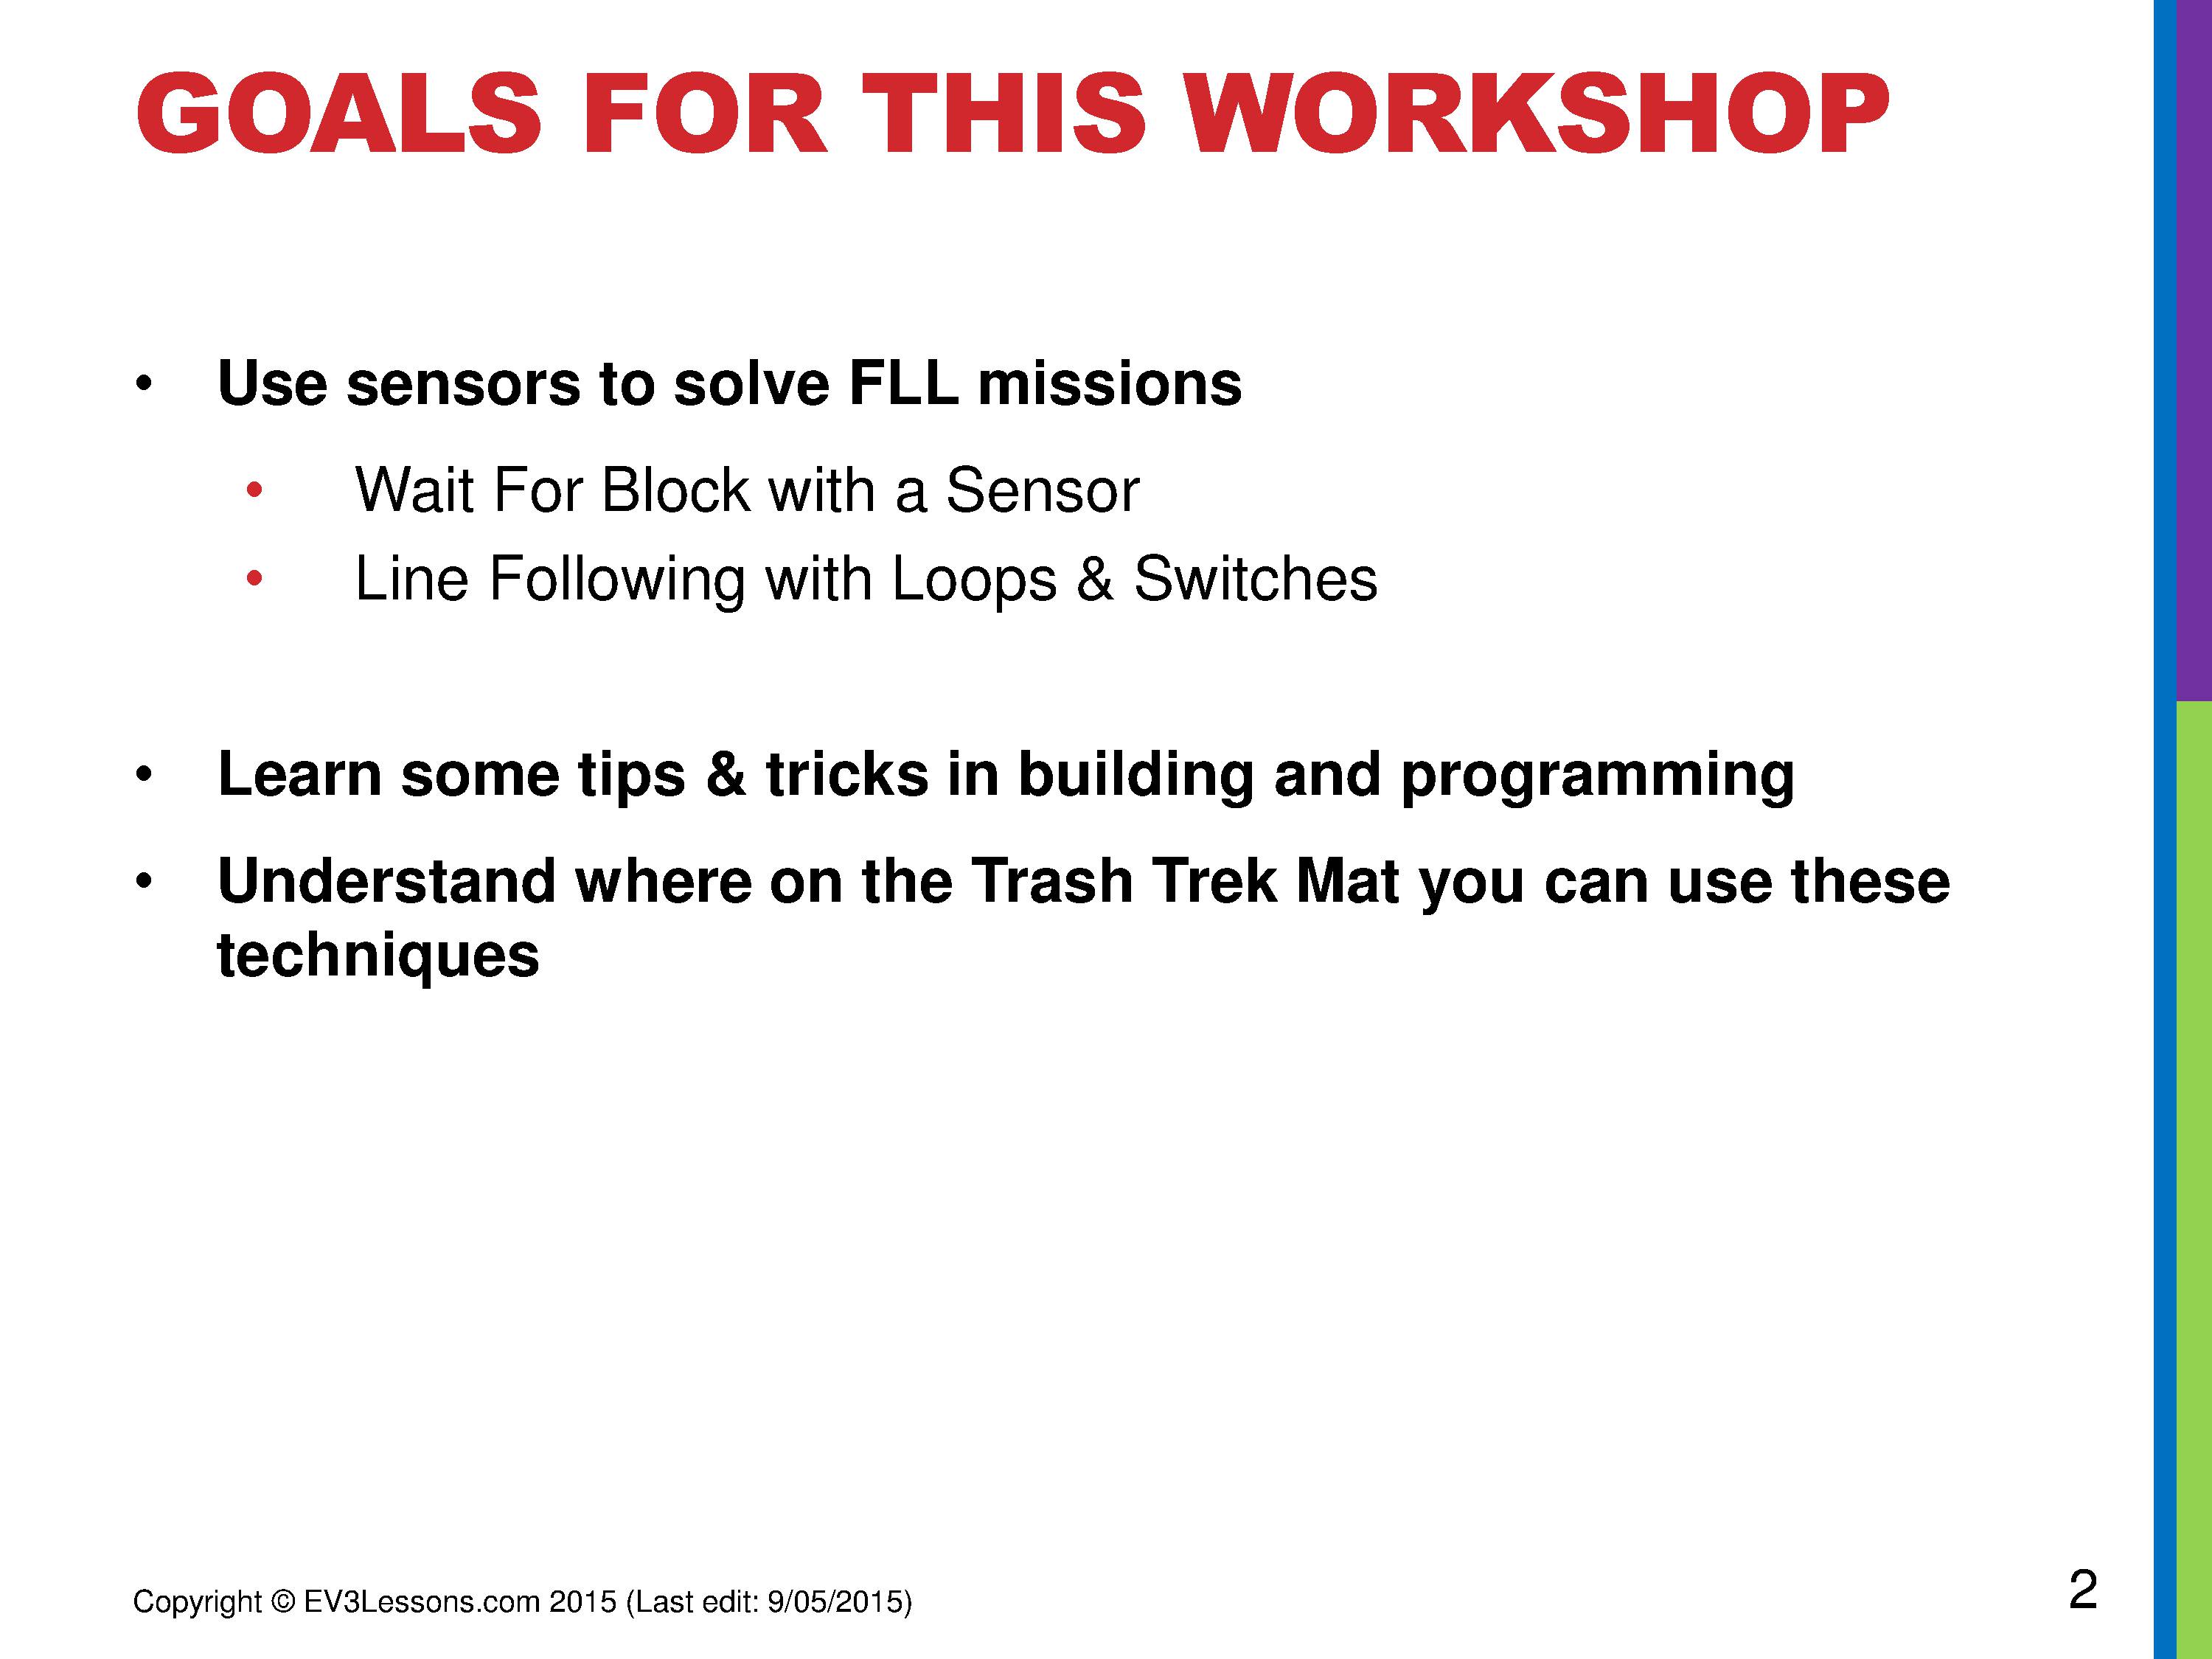 GOALS FOR THIS WORKSHOP
• Use sensors to solve FLL missions
• Wait For Block with a Sensor
• Line Following with Loops & Switches
• Learn some tips & tricks in building and programming
• Understand where on the Trash Trek Mat you can use these
techniques
Copyright © EV3Lessons.com 2015 (Last edit: 9/05/2015)
2